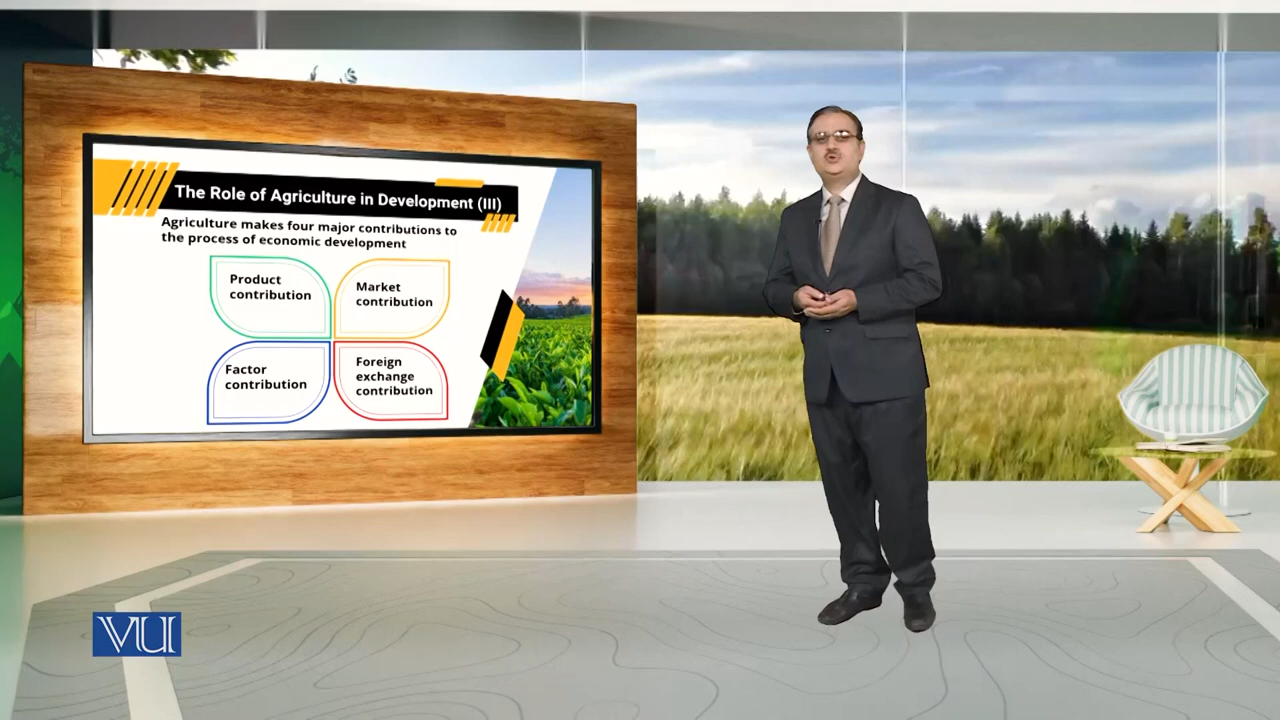 The Role of Agriculture in Development (III)
Agriculture makes four major contributions to
the process of economic development
Product
contribution
Market
contribution
Factor
contribution
Foreign
exchange
contribution
VU